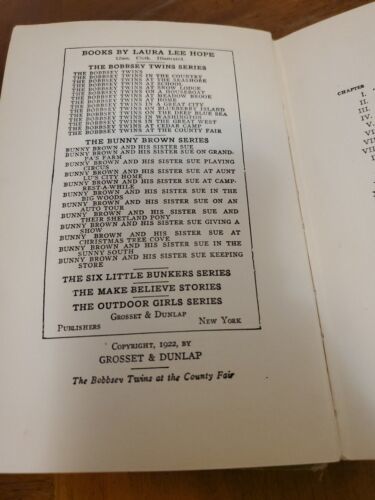 BOOKS BY LAURA LEE HOPE
12mo. Cloth. Illustrated.
THE BOBBSEY TWINS SERIES
THE BOBBSEY TWINS
THE BOBBSEY TWINS IN THE COUNTRY
THE BOBBSEY TWINS AT THE SEASHORE
THE BOBBSEY TWINS AT SCHOOL
THE BOBBSEY TWINS AT SNOW LODGE
THE BOBBSEY TWINS ON A HOUSEBOAT
THE BOBBSEY TWINS AT MEADOW BROOK
THE BOBBSEY TWINS AT HOME
THE BOBBSEY TWINS IN A GREAT CITY
THE BOBBSEY TWINS ON BLUEBERRY ISLAND
THE BOBBSEY TWINS ON THE DEEP BLUE SEA
THE BOBBSEY TWINS IN WASHINGTON
THE BOBBSEY TWINS IN THE GREAT WEST
THE BOBBSEY TWINS AT CEDAR CAMP
THE BOBBSEY TWINS AT THE COUNTY FAIR
THE BUNNY BROWN SERIES
BUNNY BROWN AND HIS SISTER SUE
BUNNY BROWN AND HIS SISTER SUE ON GRAND-
PA'S FARM
BUNNY BROWN AND HIS SISTER SUE PLAYING
CIRCUS
BUNNY BROWN AND HIS SISTER SUE AT AUNT
LU'S CITY HOME
BUNNY BROWN AND HIS SISTER SUE AT CAMP-
REST-A-WHILE
BUNNY BROWN AND HIS SISTER SUE IN THE
BIG WOODS
BUNNY BROWN AND HIS SISTER SUE ON AN
AUTO TOUR
BUNNY BROWN AND HIS SISTER SUE AND
THEIR SHETLAND PONY
BUNNY BROWN AND HIS SISTER SUE GIVING A
SHOW
BUNNY BROWN AND HIS SISTER SUE AT
CHRISTMAS TREE COVE
BUNNY BROWN AND HIS SISTER SUE IN THE
SUNNY SOUTH
BUNNY BROWN AND HIS SISTER SUE KEEPING
STORE
THE SIX LITTLE BUNKERS SERIES
THE MAKE BELIEVE STORIES
THE OUTDOOR GIRLS SERIES
GROSSET & DUNLAP
PUBLISHERS NEW YORK
COPYRIGHT, 1922, BY
GROSSET & DUNLAP
The Bobbsey Twins at the County Fair
CHAPTER
I.
II.
III.
IV.
V.
VI.
VII.